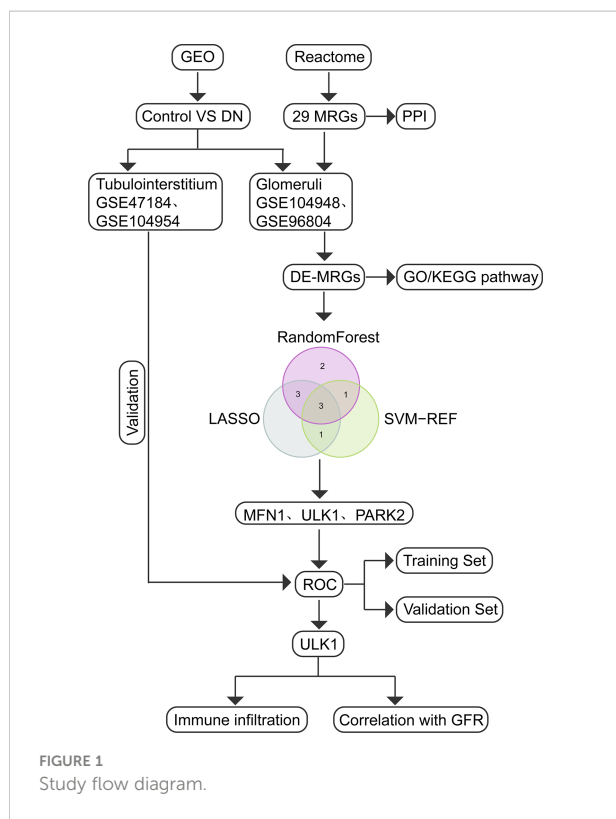 GEO
Reactome
Control VS DN
29 MRGs
PPI
Tubulointerstitium
GSE47184、
GSE104954
Glomeruli
GSE104948、
GSE96804
DE-MRGs
GO/KEGG pathway
RandomForest
2
3
1
3
LASSO
SVM-REF
1
Validation
MFN1、ULK1、PARK2
ROC
Training Set
Validation Set
ULK1
Immune infiltration
Correlation with GFR
FIGURE 1
Study flow diagram.